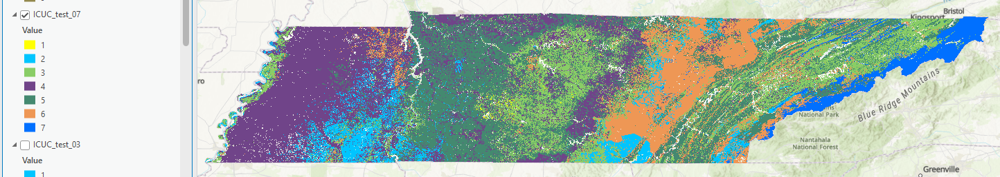 ICUC_test_07
Value
1
2
3
4
5
6
7
ICUC_test_03
Value
1
ro
Bristol
Kingsport
Blue Ridge Mountains
National Park
Nantahala
National Forest
Greenville